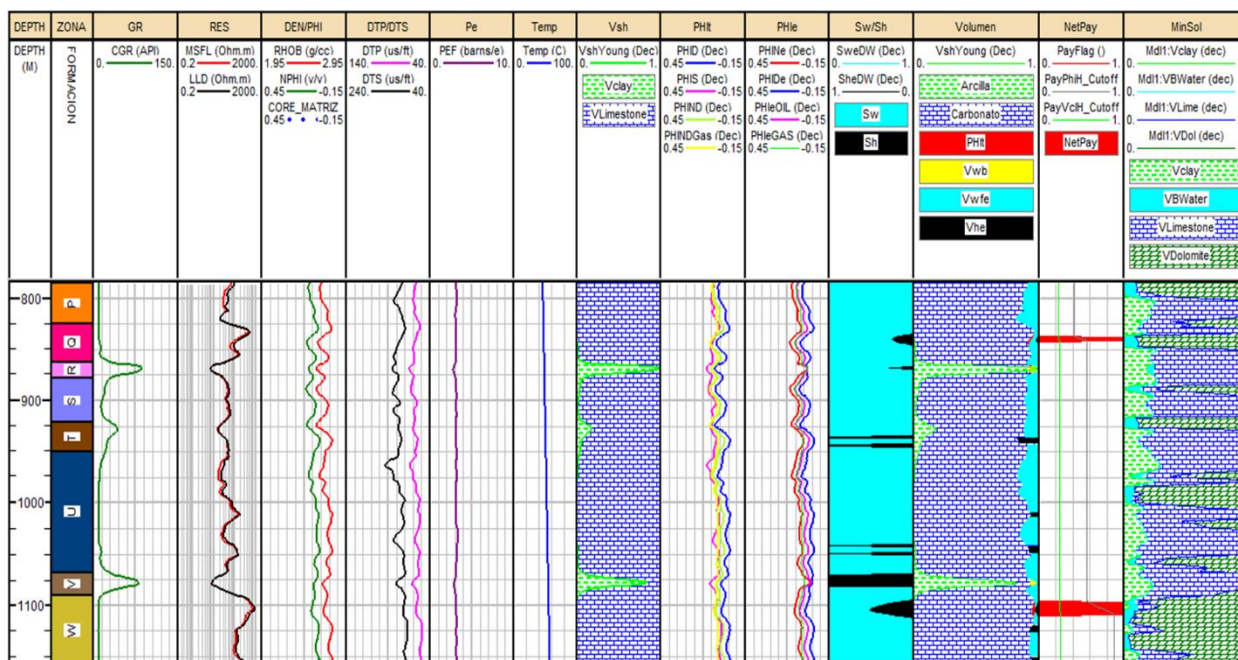 DEPTH ZONA GR RES DEN/PHI DTP/DTS Pe Temp Vsh PHIt PHIe Sw/Sh Volumen NetPay MinSol
DEPTH
(M)
FORMACION
CGR (API)
0. 150.
MSFL (Ohm.m)
0.2 2000.
LLD (Ohm.m)
0.2 2000.
RHOB (g/cc)
1.95 2.95
NPHI (v/v)
0.45 -0.15
CORE_MATRIZ
0.45 -0.15
DTP (us/ft)
140. 40.
DTS (us/ft)
240. 40.
PEF (barns/e)
0. 10.
Temp (C)
0. 100.
VshYoung (Dec)
0. 1.
Vclay
VLimestone
PHID (Dec)
0.45 -0.15
PHIS (Dec)
0.45 -0.15
PHIND (Dec)
0.45 -0.15
PHINDGas (Dec)
0.45 -0.15
PHINe (Dec)
0.45 -0.15
PHIDe (Dec)
0.45 -0.15
PHIeOIL (Dec)
0.45 -0.15
PHIeGAS (Dec)
0.45 -0.15
SweDW (Dec)
0. 1.
SheDW (Dec)
1. 0.
Sw
Sh
VshYoung (Dec)
0. 1.
Arcilla
Carbonato
PHIt
Vwb
Vwfe
Vhe
PayFlag ()
0. 1.
PayPhiH_Cutoff
0. 1.
PayVclH_Cutoff
0. 1.
NetPay
Mdl1:Vclay (dec)
0.
Mdl1:VBWater (dec)
0.
Mdl1:VLime (dec)
0.
Mdl1:VDol (dec)
0.
Vclay
VBWater
VLimestone
VDolomite
800
900
1000
1100
P
Q
R
S
T
U
V
W